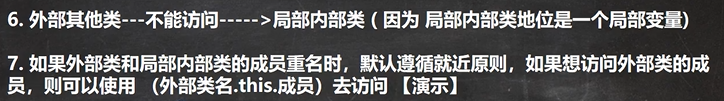 6. 外部其他类---不能访问----->局部内部类 ( 因为 局部内部类地位是一个局部变量)
7. 如果外部类和局部内部类的成员重名时，默认遵循就近原则，如果想访问外部类的成
员，则可以使用 （外部类名.this.成员）去访问 【演示】